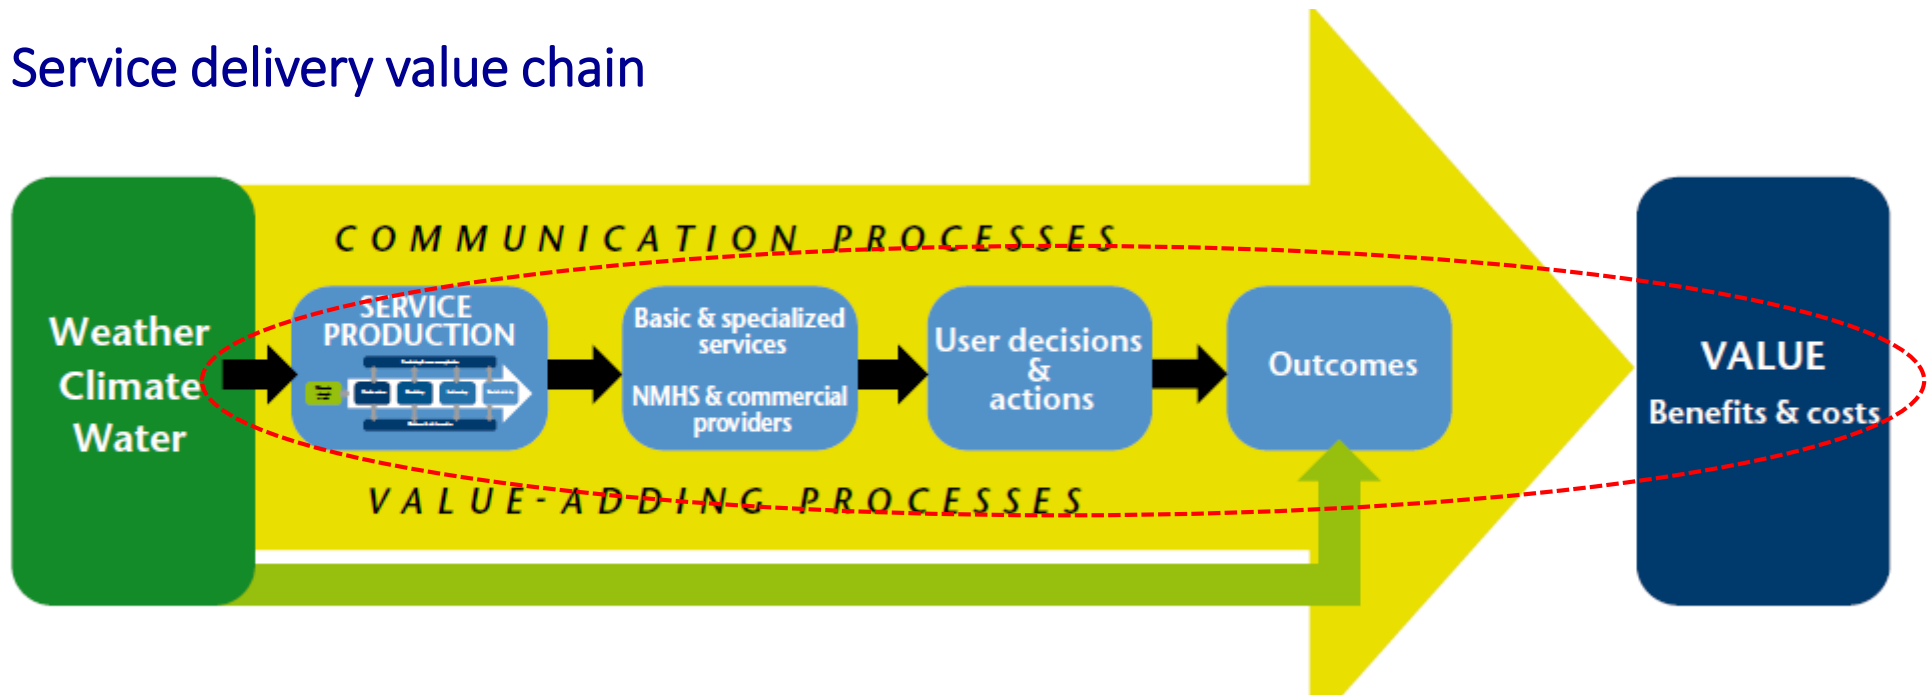 Service delivery value chain
COMMUNICATION PROCESSES
Weather
Climate
Water
SERVICE
PRODUCTION
Basic & specialized
services
NMHS & commercial
providers
User decisions
&
actions
Outcomes
VALUE
Benefits & costs
VALUE-ADDING PROCESSES